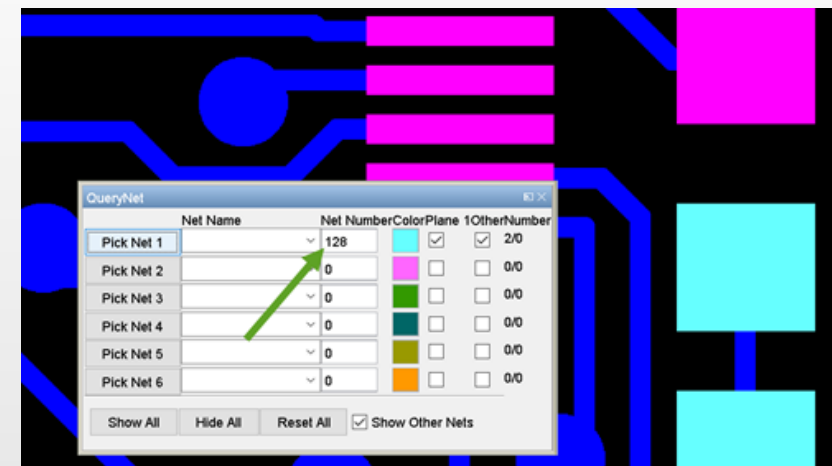 QueryNet
Net Name Net Number Color Plane 1 Other Number
Pick Net 1 128 2/0
Pick Net 2 0 0/0
Pick Net 3 0 0/0
Pick Net 4 0 0/0
Pick Net 5 0 0/0
Pick Net 6 0 0/0
Show All Hide All Reset All Show Other Nets